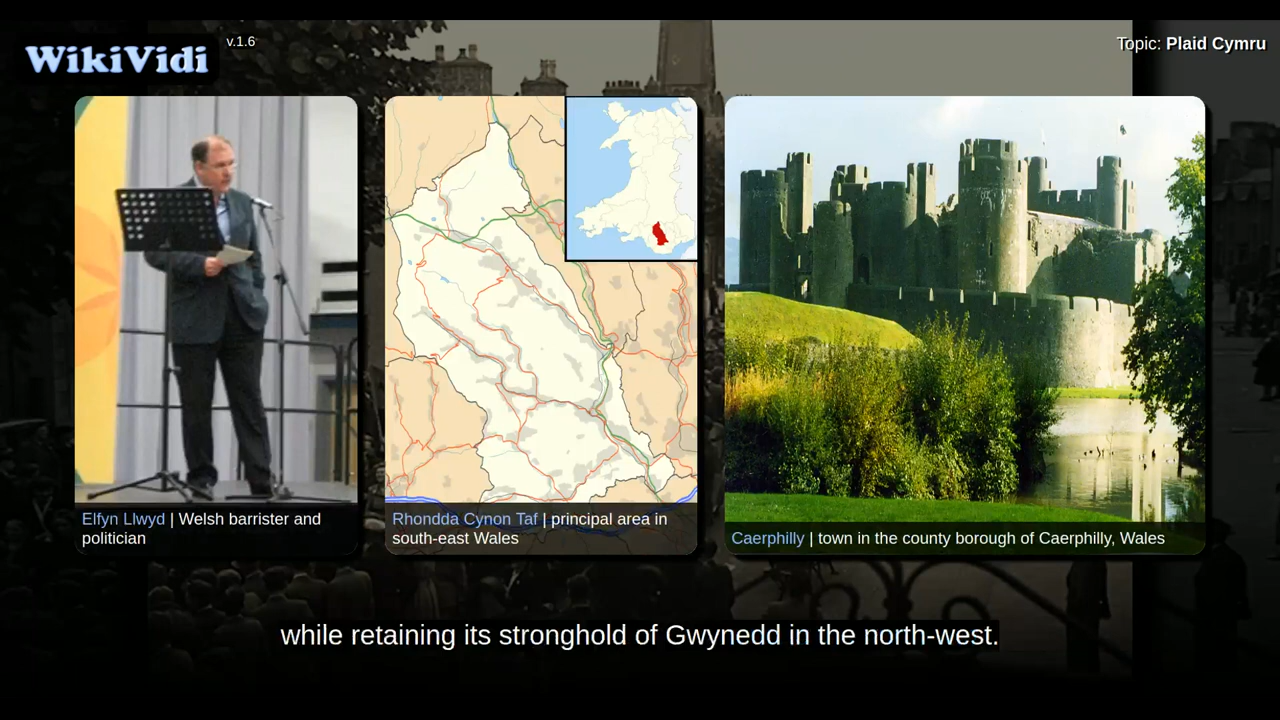 WikiVidi
v.1.6
Topic: Plaid Cymru
Elfyn Llwyd | Welsh barrister and
politician
Rhondda Cynon Taf | principal area in
south-east Wales
Caerphilly | town in the county borough of Caerphilly, Wales
while retaining its stronghold of Gwynedd in the north-west.